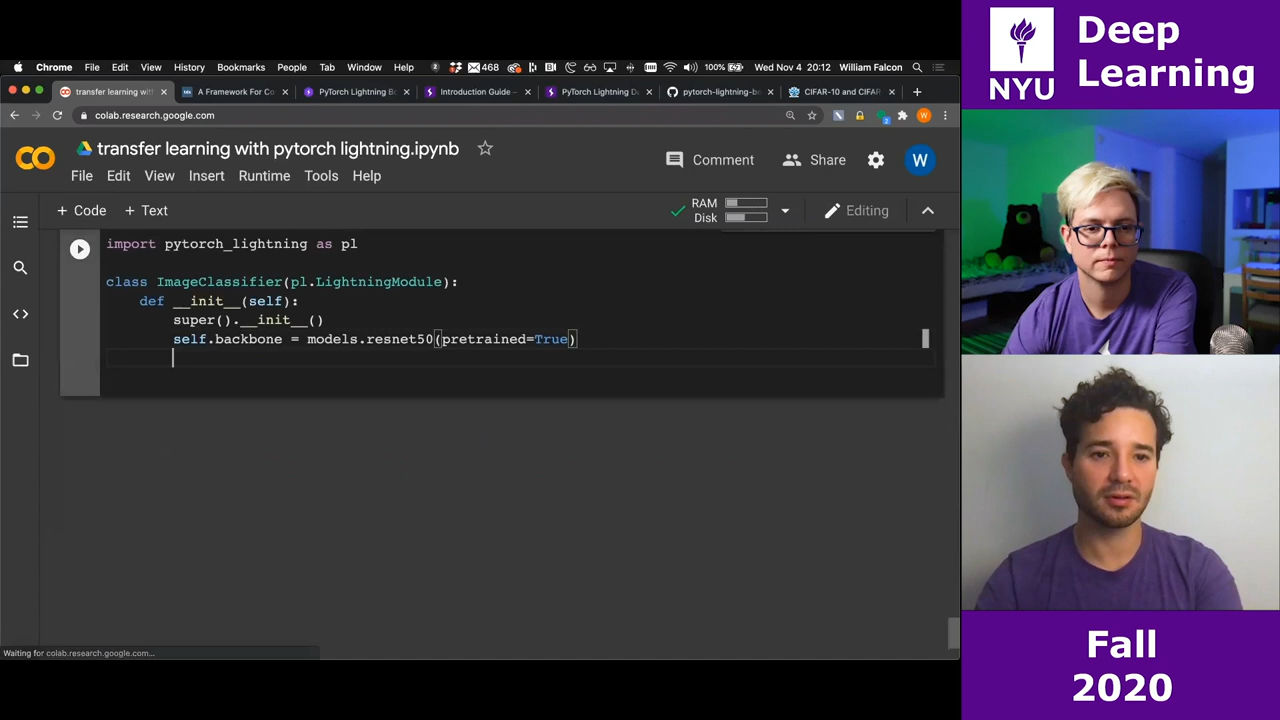 Chrome File Edit View History Bookmarks People Tab Window Help 468 100% Wed Nov 4 20:12 William Falcon
transfer learning with A Framework For Co PyTorch Lightning Bo Introduction Guide — PyTorch Lightning Da pytorch-lightning-bo CIFAR-10 and CIFAR
colab.research.google.com
transfer learning with pytorch lightning.ipynb
Comment Share W
File Edit View Insert Runtime Tools Help
+ Code + Text
RAM
Disk
Editing
import pytorch_lightning as pl
class ImageClassifier(pl.LightningModule):
def __init__(self):
super().__init__()
self.backbone = models.resnet50(pretrained=True)
Waiting for colab.research.google.com...
NYU
Deep
Learning
Fall
2020